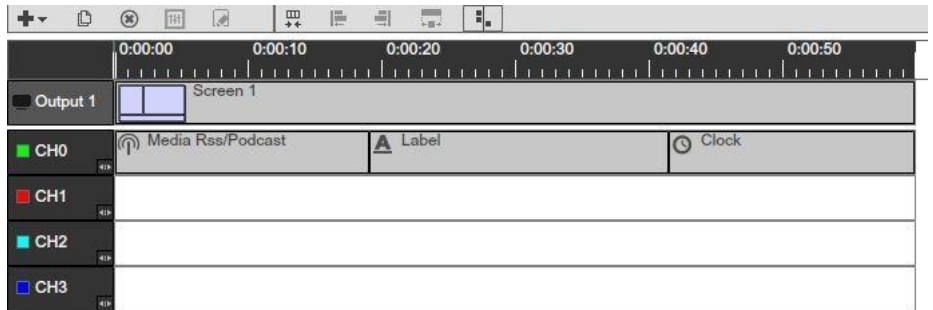 0:00:00 0:00:10 0:00:20 0:00:30 0:00:40 0:00:50
Output 1 Screen 1
CH0 Media Rss/Podcast A Label Clock
CH1
CH2
CH3